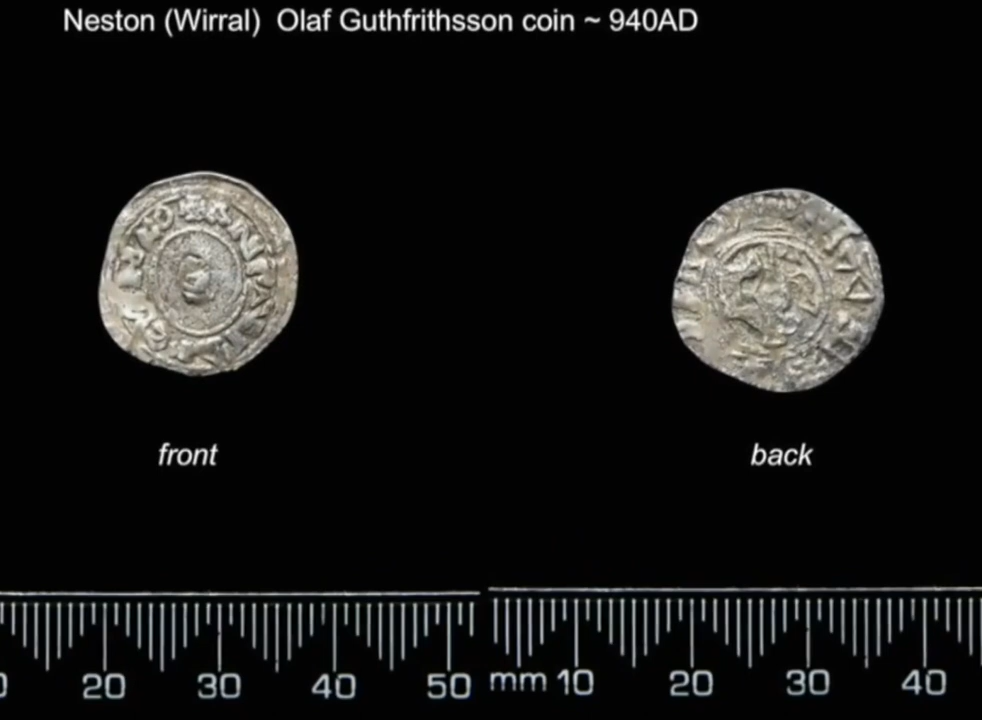 Neston (Wirral) Olaf Guthfrithsson coin ~ 940AD
front
back
20 30 40 50
mm 10 20 30 40